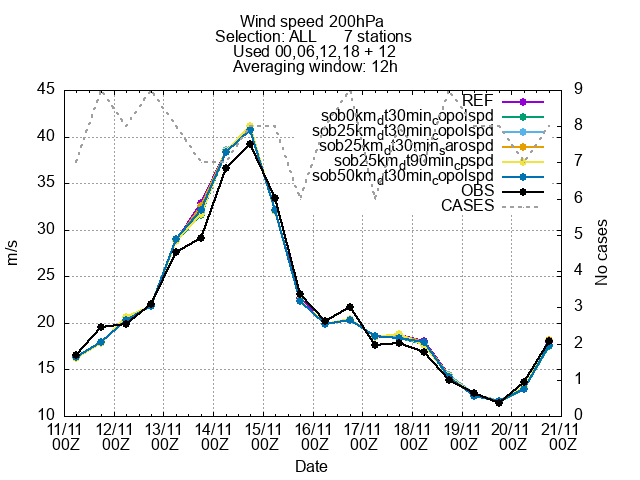 Wind speed 200hPa
Selection: ALL 7 stations
Used 00,06,12,18 + 12
Averaging window: 12h
REF
sob0km_dt30min_copolspd
sob25km_dt30min_copolspd
sob25km_dt30min_sarospd
sob25km_dt90min_cpspd
sob50km_dt30min_copolspd
OBS
CASES
m/s
45
40
35
30
25
20
15
10
No cases
9
8
7
6
5
4
3
2
1
0
11/11 12/11 13/11 14/11 15/11 16/11 17/11 18/11 19/11 20/11 21/11
00Z 00Z 00Z 00Z 00Z 00Z 00Z 00Z 00Z 00Z 00Z
Date